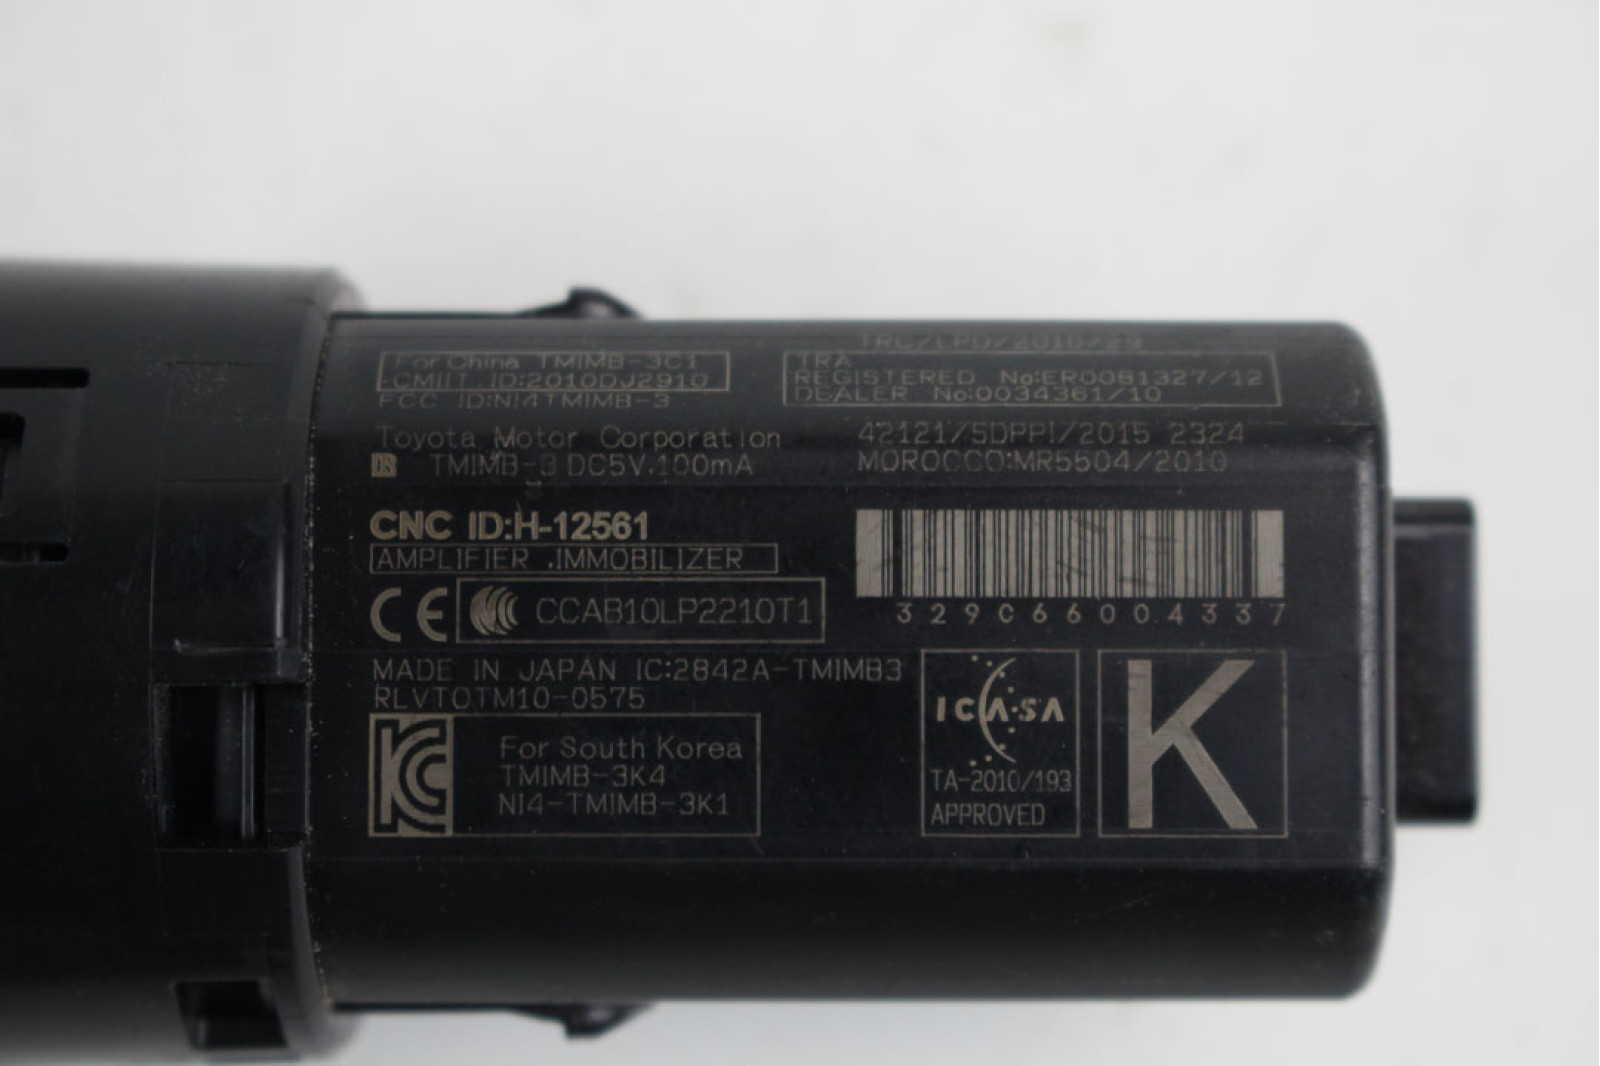 For China TMIMB-3C1
CMIIT ID:2010DJ2910
FCC ID:NI4TMIMB-3
Toyota Motor Corporation
TMIMB-3 DC5V.100mA
CNC ID:H-12561
AMPLIFIER .IMMOBILIZER
CE
CCAB10LP2210T1
MADE IN JAPAN IC:2842A-TMIMB3
RLVTOTM10-0575
KC
For South Korea
TMIMB-3K4
NI4-TMIMB-3K1
TRC/LPD/2010/29
TRA
REGISTERED No:ER0081327/12
DEALER No:0034361/10
42121/SDPPI/2015 2324
MOROCCO:MR5504/2010
329C66004337
ICASA
TA-2010/193
APPROVED
K